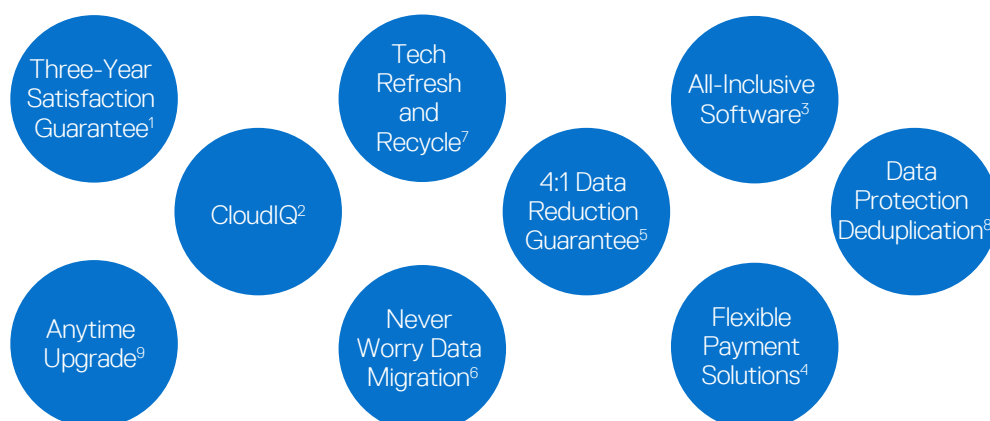 Three-Year
Satisfaction
Guarantee¹
Tech
Refresh
and
Recycle⁷
All-Inclusive
Software³
CloudIQ²
4:1 Data
Reduction
Guarantee⁵
Data
Protection
Deduplication⁸
Anytime
Upgrade⁹
Never
Worry Data
Migration⁶
Flexible
Payment
Solutions⁴